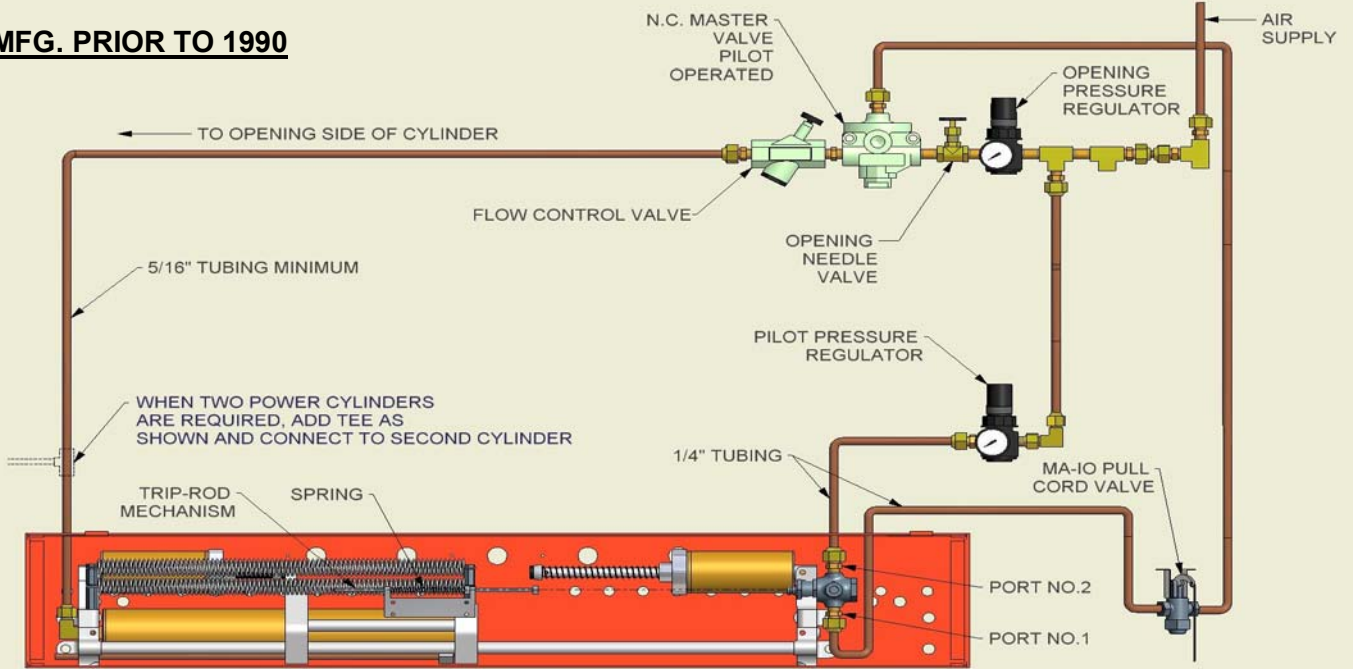 MFG. PRIOR TO 1990
N.C. MASTER
VALVE
PILOT
OPERATED
AIR
SUPPLY
OPENING
PRESSURE
REGULATOR
TO OPENING SIDE OF CYLINDER
FLOW CONTROL VALVE
OPENING
NEEDLE
VALVE
5/16" TUBING MINIMUM
PILOT PRESSURE
REGULATOR
WHEN TWO POWER CYLINDERS
ARE REQUIRED, ADD TEE AS
SHOWN AND CONNECT TO SECOND CYLINDER
1/4" TUBING
MA-IO PULL
CORD VALVE
TRIP-ROD
MECHANISM
SPRING
PORT NO.2
PORT NO.1